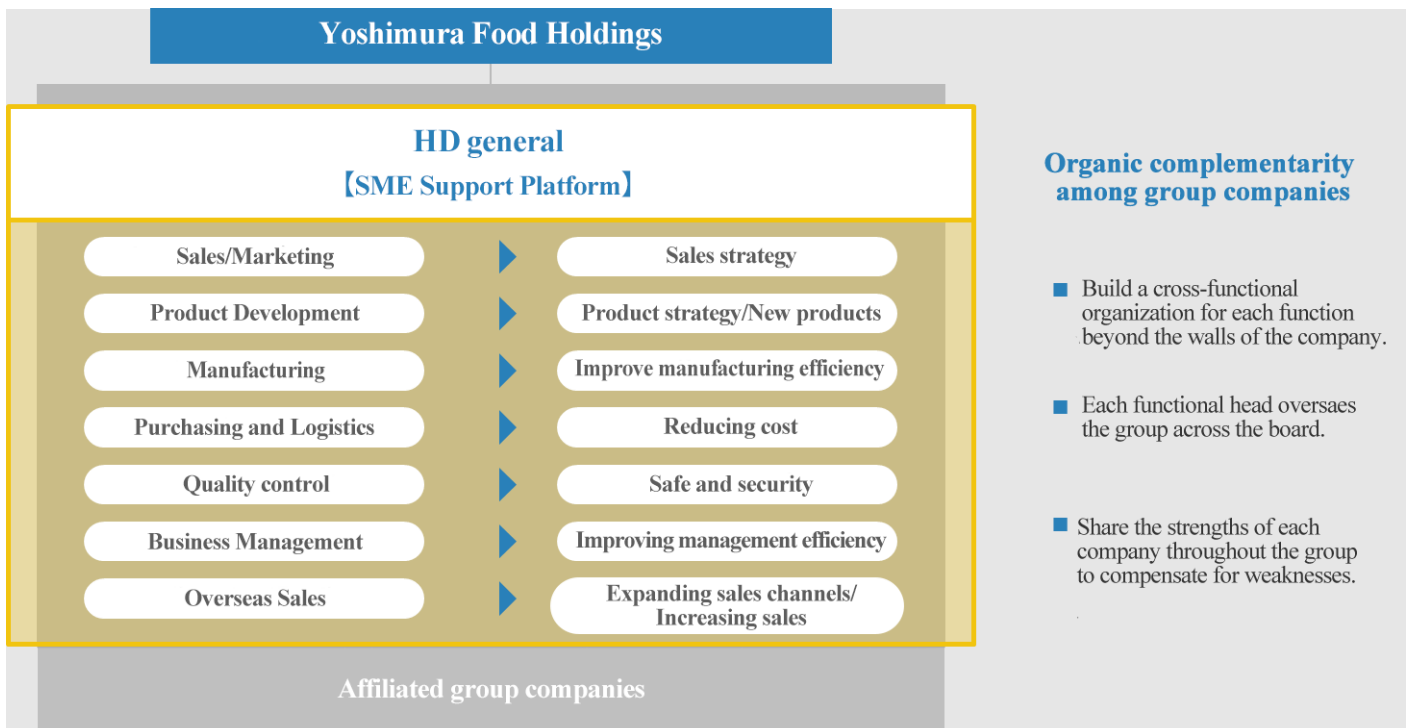 Yoshimura Food Holdings
HD general
【SME Support Platform】
Sales/Marketing
Sales strategy
Product Development
Product strategy/New products
Manufacturing
Improve manufacturing efficiency
Purchasing and Logistics
Reducing cost
Quality control
Safe and security
Business Management
Improving management efficiency
Overseas Sales
Expanding sales channels/
Increasing sales
Affiliated group companies
Organic complementarity
among group companies
Build a cross-functional
organization for each function
beyond the walls of the company.
Each functional head oversaes
the group across the board.
Share the strengths of each
company throughout the group
to compensate for weaknesses.